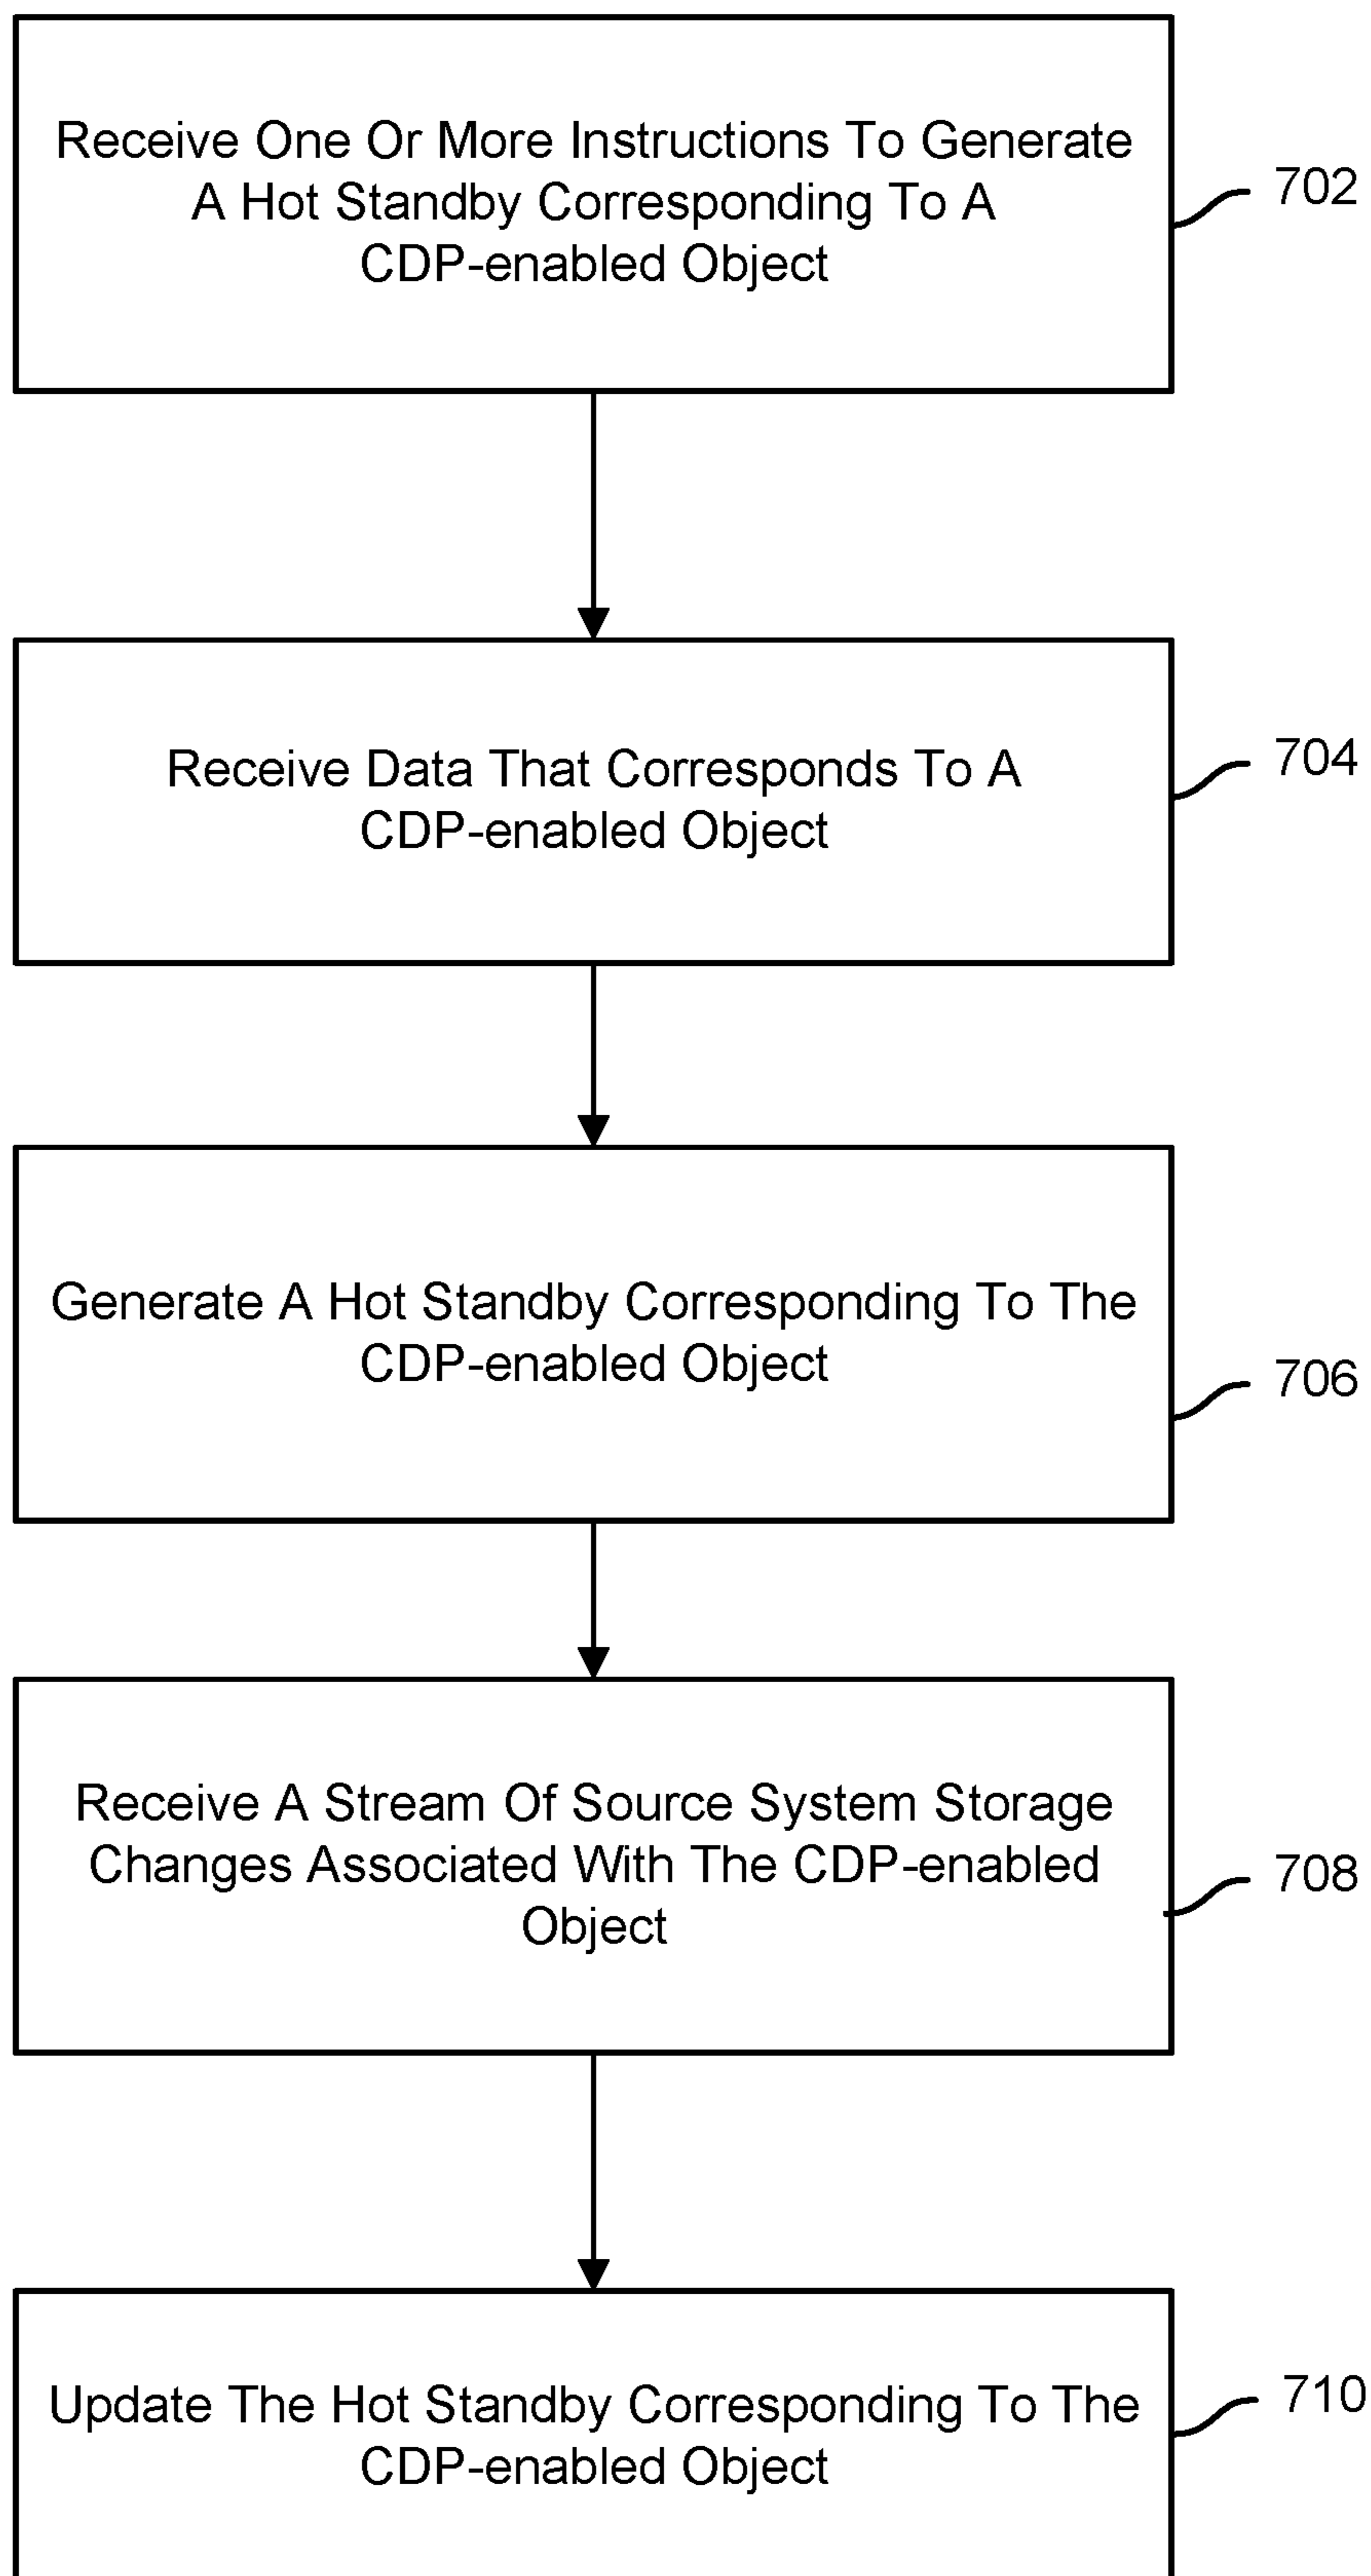 Receive One Or More Instructions To Generate
A Hot Standby Corresponding To A
CDP-enabled Object
702
Receive Data That Corresponds To A
CDP-enabled Object
704
Generate A Hot Standby Corresponding To The
CDP-enabled Object
706
Receive A Stream Of Source System Storage
Changes Associated With The CDP-enabled
Object
708
Update The Hot Standby Corresponding To The
CDP-enabled Object
710